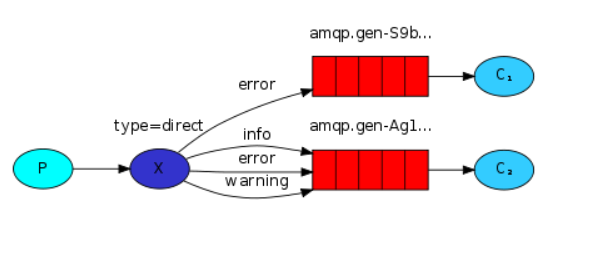 amqp.gen-S9b...
C₁
error
type=direct
amqp.gen-Ag1...
info
error
warning
P
X
C₂